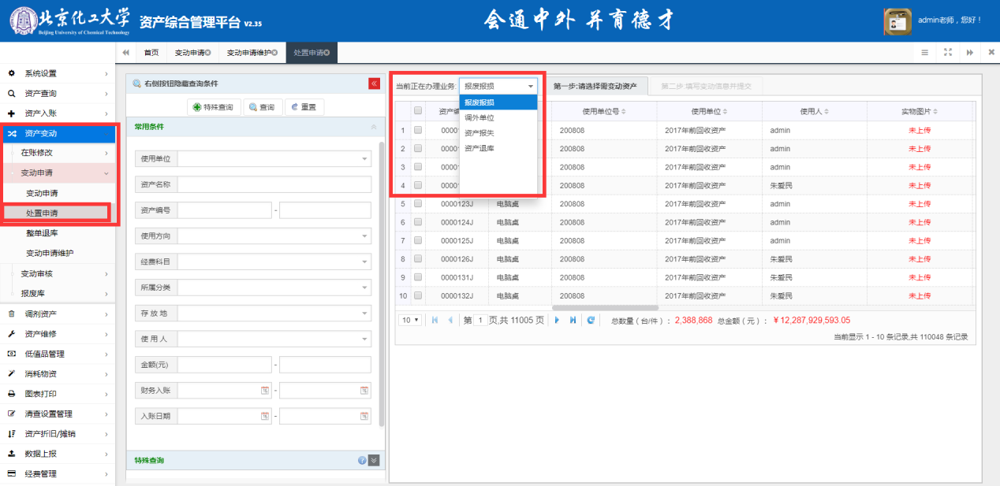 北京化工大学
Beijing University of Chemical Technology
资产综合管理平台 V2.35
会通中外 并育德才
admin老师，您好！
首页
变动申请
变动申请维护
处置申请
系统设置
资产查询
资产入账
资产变动
在账修改
变动申请
变动申请
处置申请
整单退库
变动申请维护
变动审核
报废库
调剂资产
资产维修
低值品管理
消耗物资
图表打印
清查设置管理
资产折旧/摊销
数据上报
经费管理
右侧按钮隐藏查询条件
特殊查询 查询 重置
常用条件
使用单位
资产名称
资产编号 -
使用方向
经费科目
所属分类
存 放 地
使 用 人
金额(元) -
财务入账 -
入账日期 -
特殊查询
当前正在办理业务: 报废报损
报废报损
调外单位
资产报失
资产退库
第一步:请选择需变动资产
第二步:填写变动信息并提交
使用单位号 使用单位 使用人 实物图片
1 200808 2017年前回收资产 admin 未上传
2 200808 2017年前回收资产 admin 未上传
3 200808 2017年前回收资产 admin 未上传
4 200808 2017年前回收资产 朱爱民 未上传
5 0000123J 电脑桌 200808 2017年前回收资产 admin 未上传
6 0000124J 电脑桌 200808 2017年前回收资产 admin 未上传
7 0000125J 电脑桌 200808 2017年前回收资产 admin 未上传
8 0000126J 电脑桌 200808 2017年前回收资产 朱爱民 未上传
9 0000131J 电脑桌 200808 2017年前回收资产 朱爱民 未上传
10 0000132J 电脑桌 200808 2017年前回收资产 朱爱民 未上传
10 第 1 页,共 11005 页 总数量（台/件）: 2,388,868 总金额（元）: ¥12,287,929,593.05
当前显示 1 - 10 条记录,共 110048 条记录